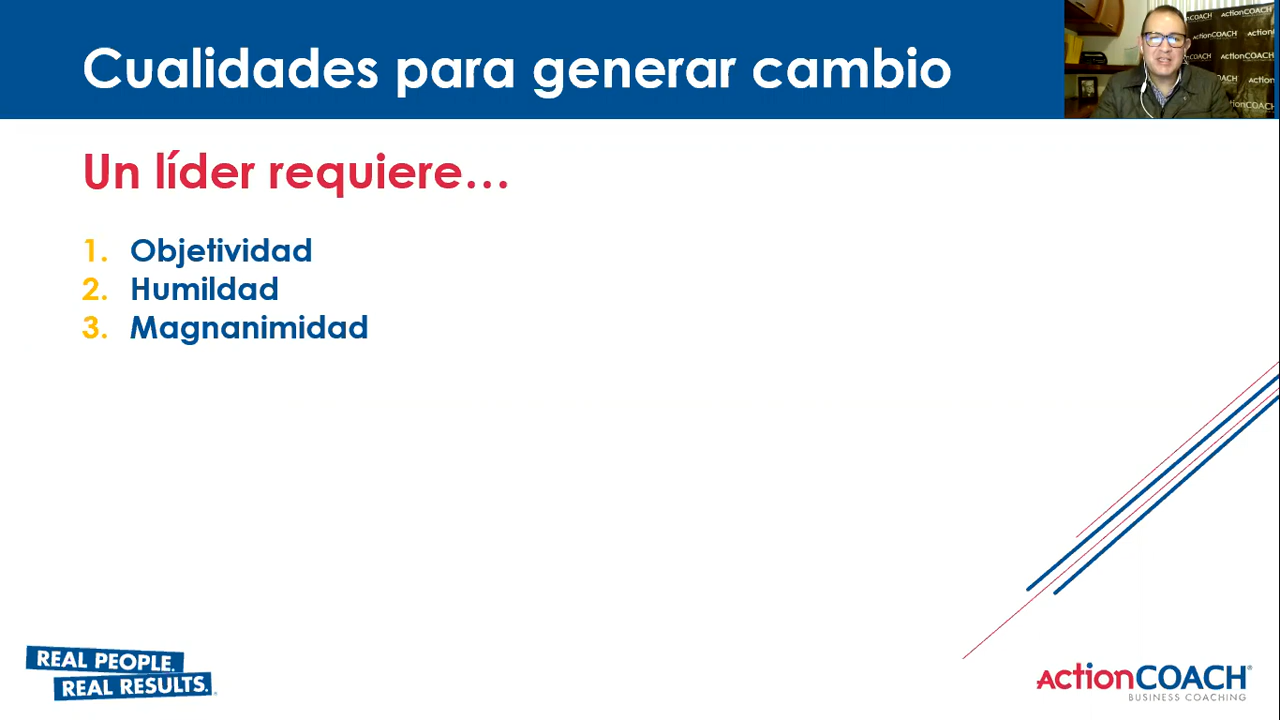 Cualidades para generar cambio
ActionCOACH
Un líder requiere...
1. Objetividad
2. Humildad
3. Magnanimidad
REAL PEOPLE.
REAL RESULTS.
ActionCOACH®
BUSINESS COACHING